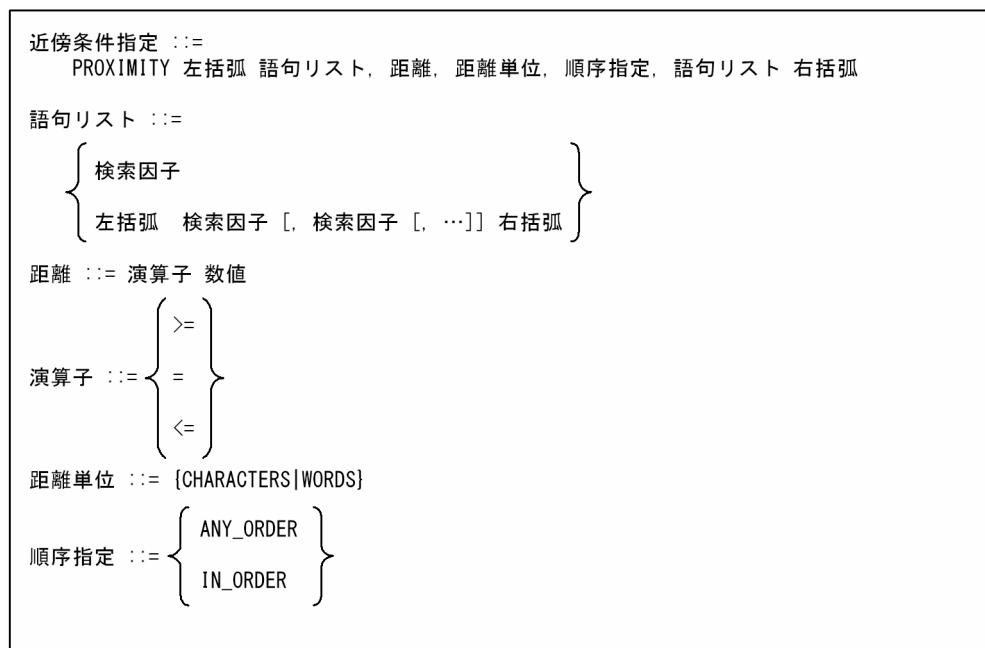 近傍条件指定 ::=
PROXIMITY 左括弧 語句リスト, 距離, 距離単位, 順序指定, 語句リスト 右括弧
語句リスト ::=
検索因子
左括弧 検索因子 [, 検索因子 [, …]] 右括弧
距離 ::= 演算子 数値
>=
演算子 ::= =
<=
距離単位 ::= {CHARACTERS|WORDS}
ANY_ORDER
順序指定 ::=
IN_ORDER